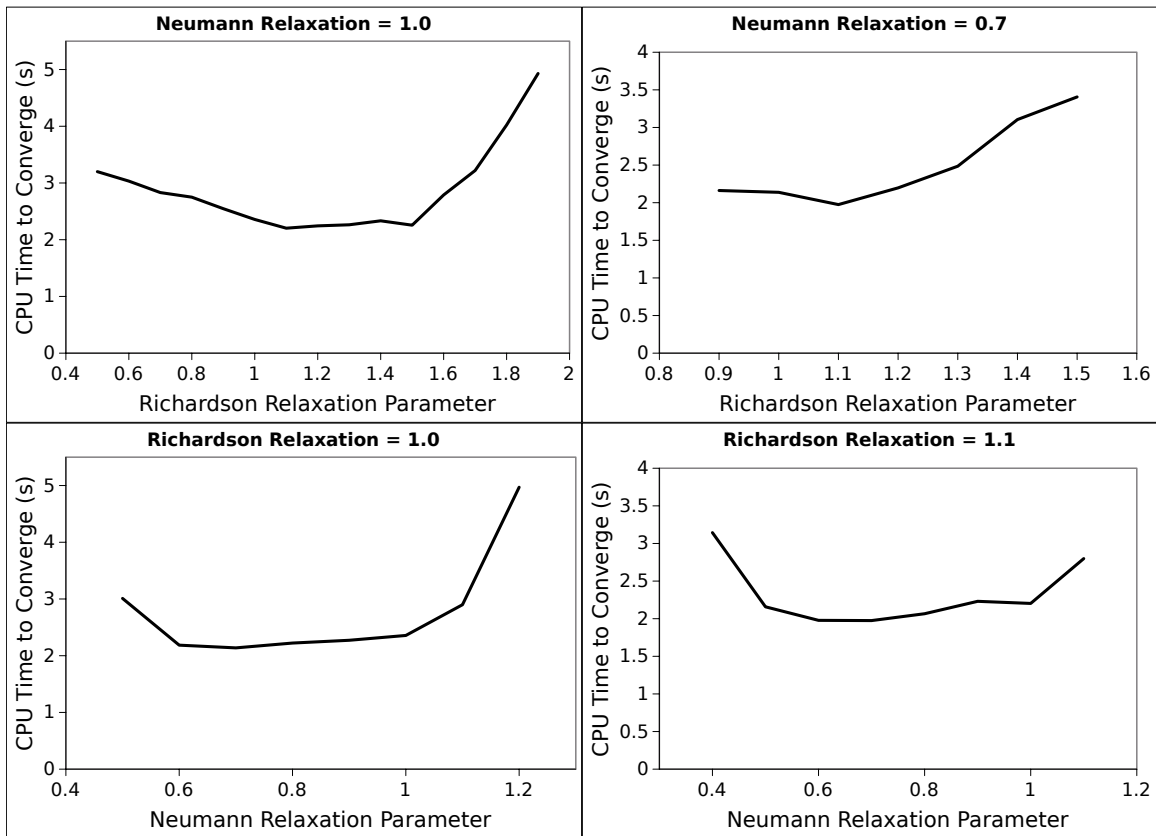 Neumann Relaxation = 1.0
CPU Time to Converge (s)
5
4
3
2
1
0
0.4 0.6 0.8 1 1.2 1.4 1.6 1.8 2
Richardson Relaxation Parameter
Neumann Relaxation = 0.7
CPU Time to Converge (s)
4
3.5
3
2.5
2
1.5
1
0.5
0
0.8 0.9 1 1.1 1.2 1.3 1.4 1.5 1.6
Richardson Relaxation Parameter
Richardson Relaxation = 1.0
CPU Time to Converge (s)
5
4
3
2
1
0
0.4 0.6 0.8 1 1.2
Neumann Relaxation Parameter
Richardson Relaxation = 1.1
CPU Time to Converge (s)
4
3.5
3
2.5
2
1.5
1
0.5
0
0.4 0.6 0.8 1 1.2
Neumann Relaxation Parameter